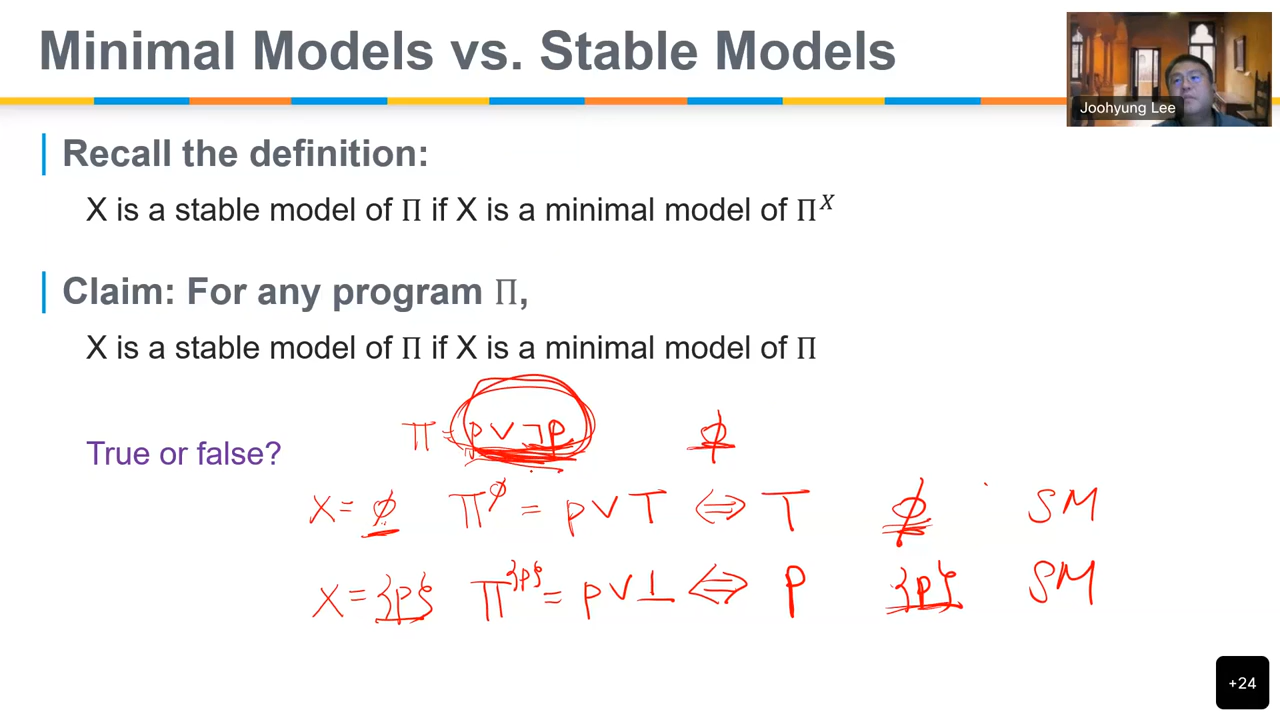 Minimal Models vs. Stable Models
Joohyung Lee
Recall the definition:
X is a stable model of Π if X is a minimal model of Π^X
Claim: For any program Π,
X is a stable model of Π if X is a minimal model of Π
True or false?
Π = p ∨ ¬p ϕ
X = ϕ Π^ϕ = p ∨ ⊤ ⇔ ⊤ ϕ SM
X = {p} Π^{p} = p ∨ ⊥ ⇔ p {p} SM
+24